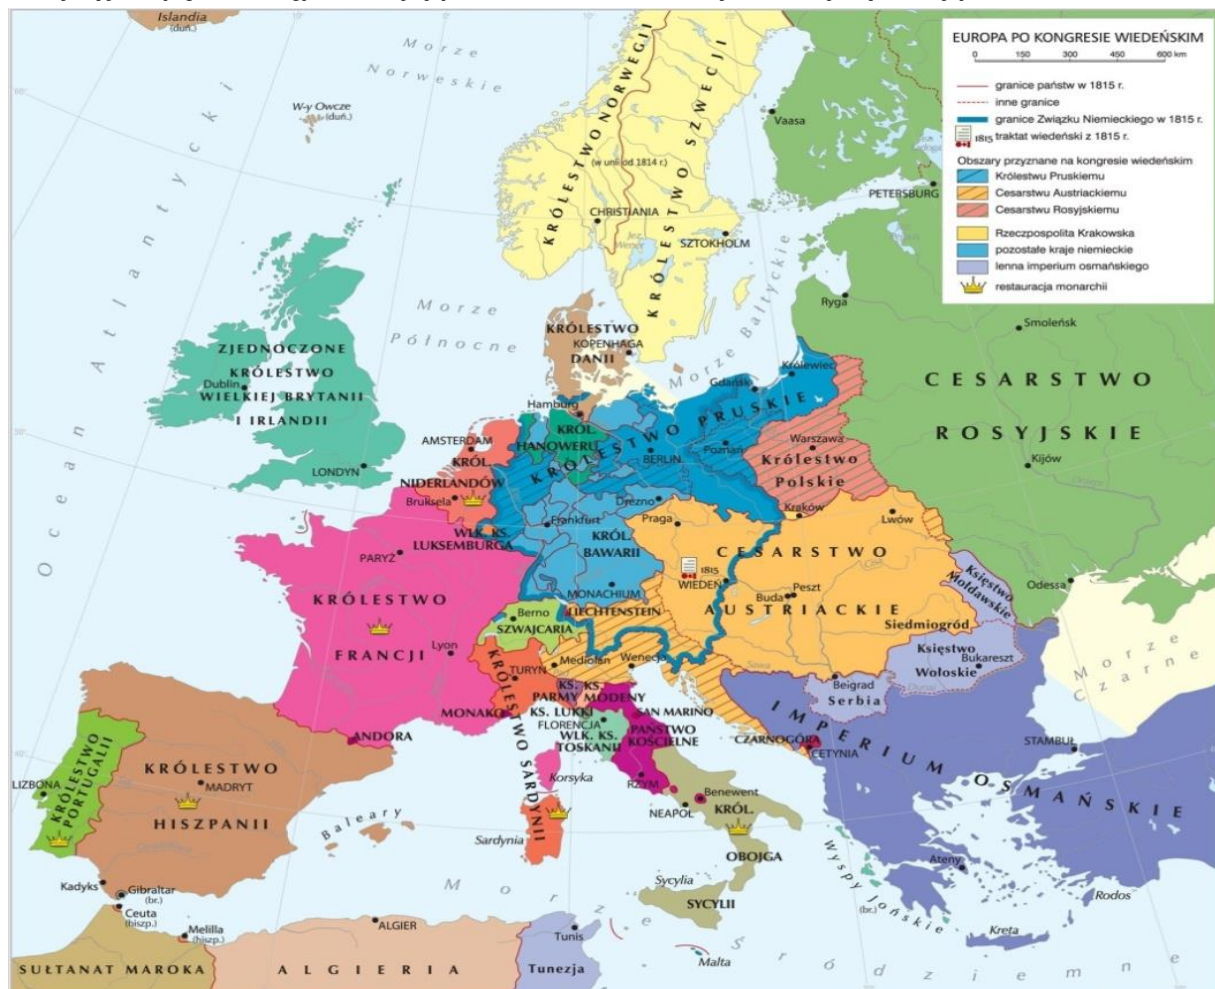 EUROPA PO KONGRESIE WIEDEŃSKIM
0 150 300 450 600 km
granice państw w 1815 r.
inne granice
granice Związku Niemieckiego w 1815 r.
1815 traktat wiedeński z 1815 r.
Obszary przyznane na kongresie wiedeńskim
Królestwu Pruskiemu
Cesarstwu Austriackiemu
Cesarstwu Rosyjskiemu
Rzeczpospolita Krakowska
pozostałe kraje niemieckie
lenna imperium osmańskiego
restauracja monarchii
Islandia
(duń.)
Morze
Norweskie
W-y Owcze
(duń.)
Ocean Atlantycki
KRÓLESTWO NORWEGII
(w unii od 1814 r.)
KRÓLESTWO SZWECJI
CHRISTIANIA
SZTOKHOLM
Vaasa
PETERSBURG
Ryga
Smoleńsk
Morze
Północne
Morze Bałtyckie
KRÓLESTWO
DANII
KOPENHAGA
ZJEDNOCZONE
KRÓLESTWO
WIELKIEJ BRYTANII
I IRLANDII
Dublin
LONDYN
CESARSTWO
ROSYJSKIE
Kijów
Odessa
Królewiec
Gdańsk
Hamburg
KRÓL.
HANOWERU
KRÓLESTWO PRUSKIE
BERLIN
Poznań
Warszawa
Królestwo
Polskie
AMSTERDAM
KRÓL.
NIDERLANDÓW
Bruksela
WLK. KS.
LUKSEMBURGA
Frankfurt
Drezno
Praga
Kraków
Lwów
KRÓL.
BAWARII
MONACHIUM
CESARSTWO
AUSTRIACKIE
1815
WIEDEŃ
Buda
Peszt
Siedmiogród
Księstwo
Mołdawskie
Księstwo
Wołoskie
Bukareszt
PARYŻ
KRÓLESTWO
FRANCJI
Lyon
Berno
SZWAJCARIA
LIECHTENSTEIN
Mediolan
Wenecja
TURYN
KRÓLESTWO SARDYNII
KS.
PARMY
KS.
MODENY
KS. LUKKI
FLORENCJA
WLK. KS.
TOSKANII
SAN MARINO
PAŃSTWO
KOŚCIELNE
RZYM
MONAKO
ANDORA
Korsyka
Sardynia
Benewent
NEAPOL
KRÓL.
OBOJGA
SYCYLII
Sycylia
Belgrad
Serbia
CZARNOGÓRA
CETYNIA
IMPERIUM OSMAŃSKIE
STAMBUŁ
Morze
Czarne
Ateny
Wyspy Jońskie
(br.)
Rodos
Kreta
KRÓLESTWO
PORTUGALII
LIZBONA
KRÓLESTWO
HISZPANII
MADRYT
Baleary
Kadyks
Gibraltar
(br.)
Ceuta
(hiszp.)
Melilla
(hiszp.)
ALGIER
Tunis
Malta
Morze Śródziemne
SUŁTANAT MAROKA
ALGIERIA
Tunezja